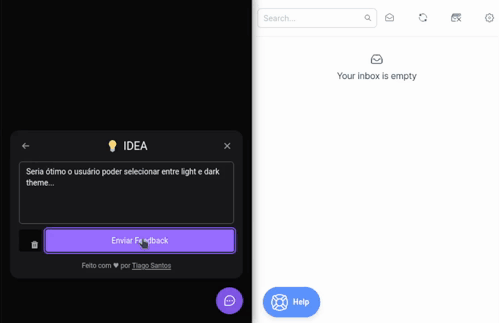 IDEA
Seria ótimo o usuário poder selecionar entre light e dark
theme...
Enviar Feedback
Feito com ♥ por Tiago Santos
Search...
Your inbox is empty
Help